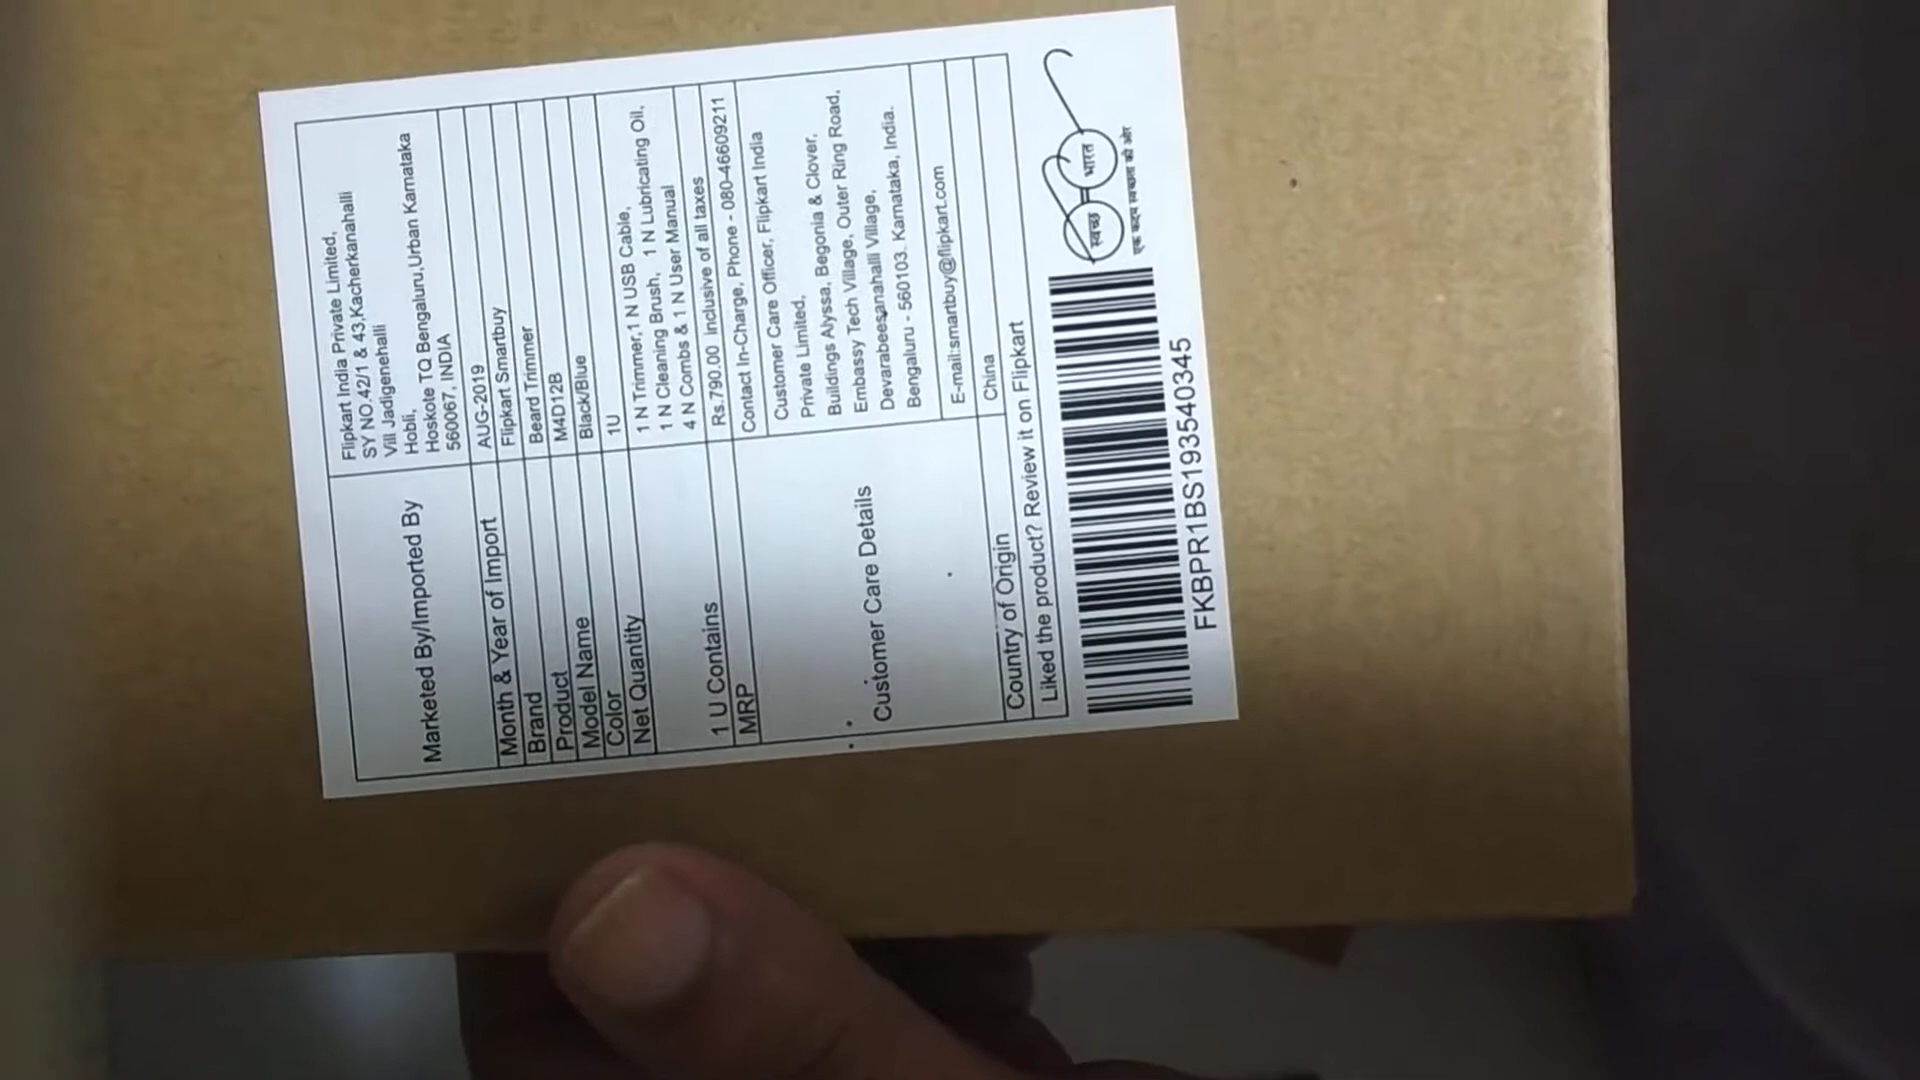 Marketed By/Imported By
Flipkart India Private Limited,
SY NO.42/1 & 43,Kacherkanahalli
Vill Jadigenehalli
Hobli,
Hoskote TQ Bengaluru,Urban Karnataka
560067, INDIA
Month & Year of Import AUG-2019
Brand Flipkart Smartbuy
Product Beard Trimmer
Model Name M4D12B
Color Black/Blue
Net Quantity 1U
1 U Contains
1 N Trimmer,1 N USB Cable,
1 N Cleaning Brush, 1 N Lubricating Oil,
4 N Combs & 1 N User Manual
MRP Rs.790.00 inclusive of all taxes
Customer Care Details
Contact In-Charge, Phone - 080-46609211
Customer Care Officer, Flipkart India
Private Limited,
Buildings Alyssa, Begonia & Clover,
Embassy Tech Village, Outer Ring Road,
Devarabeesanahalli Village,
Bengaluru - 560103. Karnataka, India.
E-mail:smartbuy@flipkart.com
Country of Origin China
Liked the product? Review it on Flipkart
स्वच्छ भारत
एक कदम स्वच्छता की ओर
FKBPR1BS193540345